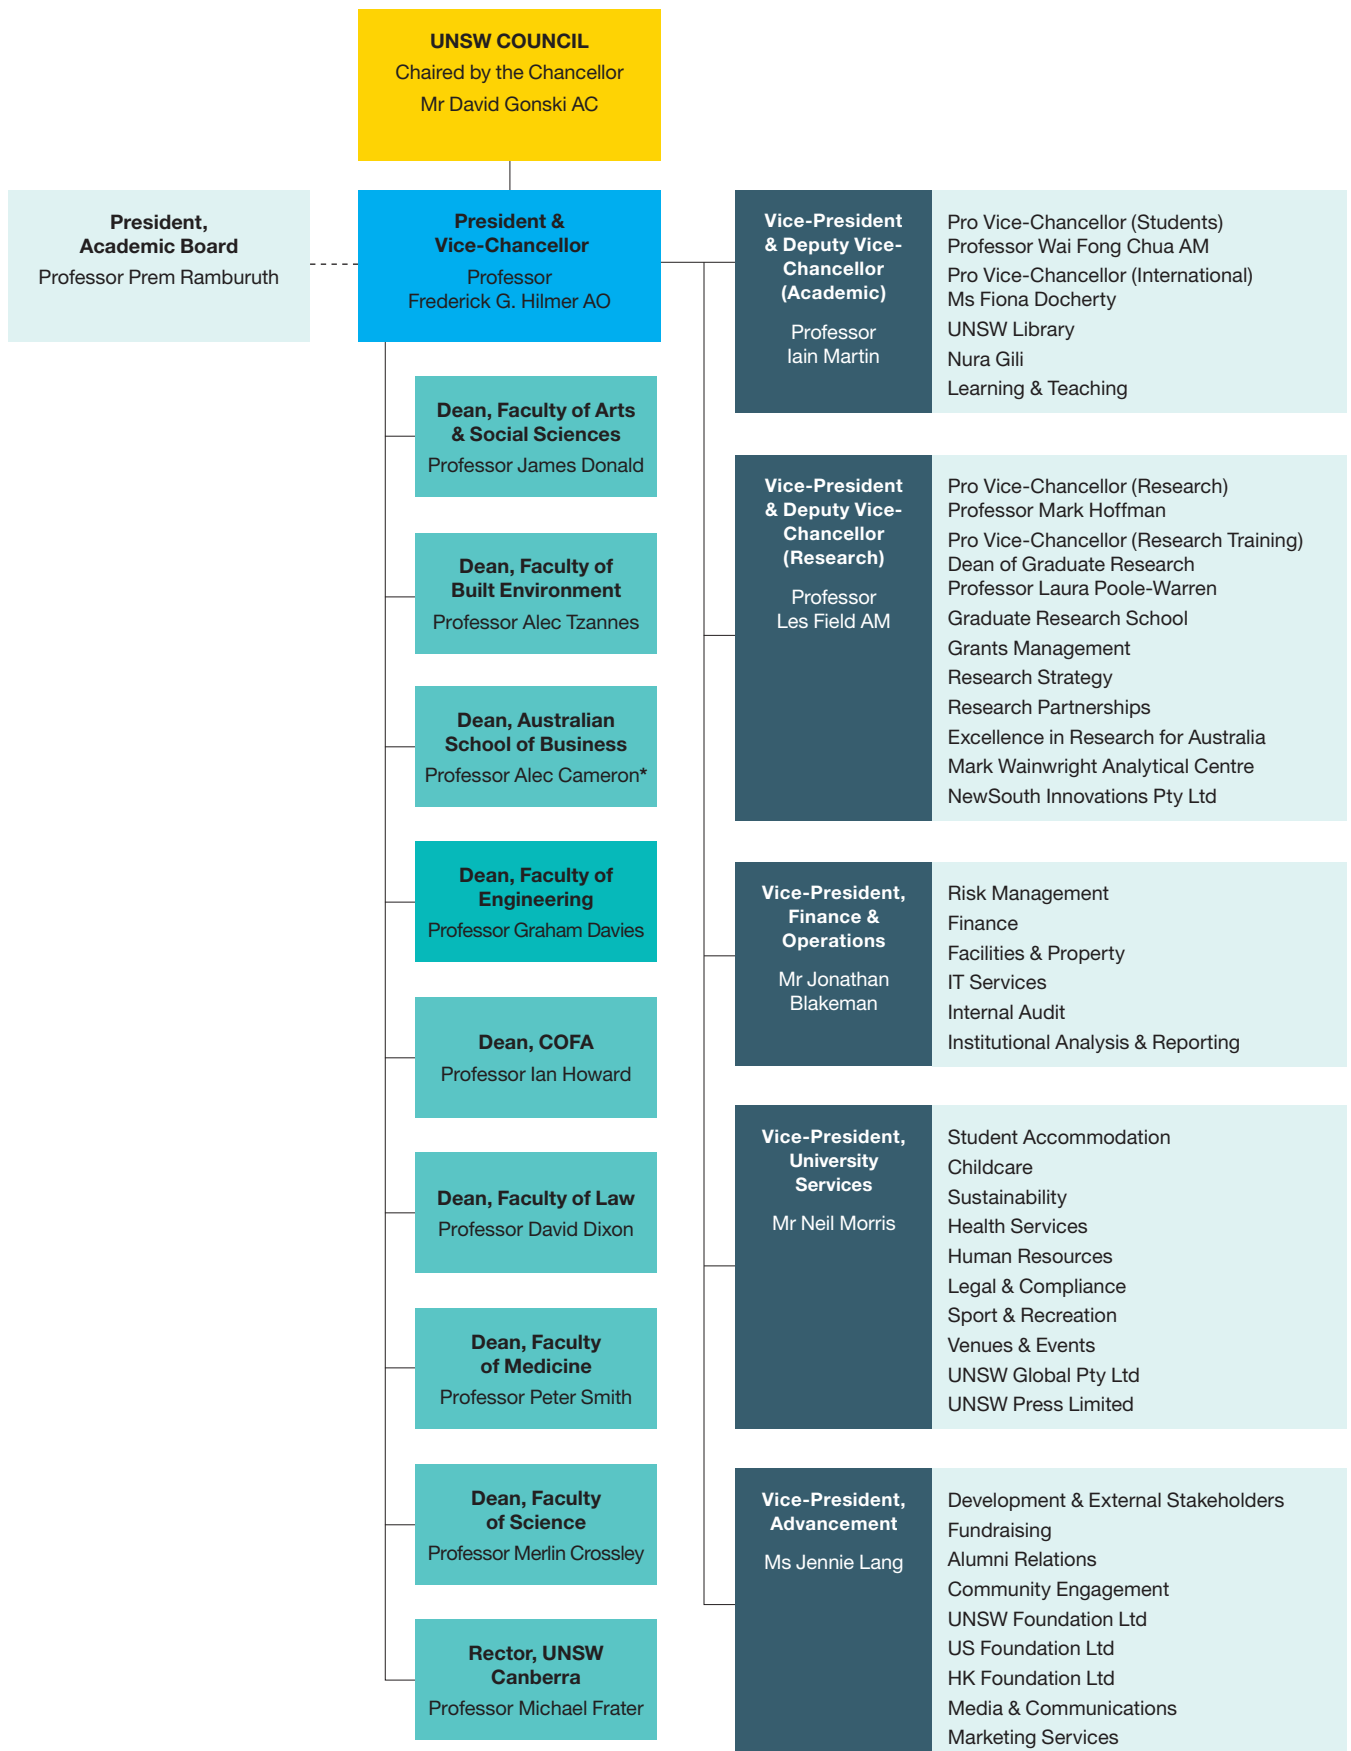 UNSW COUNCIL
Chaired by the Chancellor
Mr David Gonski AC
President,
Academic Board
Professor Prem Ramburuth
President &
Vice-Chancellor
Professor
Frederick G. Hilmer AO
Dean, Faculty of Arts
& Social Sciences
Professor James Donald
Dean, Faculty of
Built Environment
Professor Alec Tzannes
Dean, Australian
School of Business
Professor Alec Cameron*
Dean, Faculty of
Engineering
Professor Graham Davies
Dean, COFA
Professor Ian Howard
Dean, Faculty of Law
Professor David Dixon
Dean, Faculty
of Medicine
Professor Peter Smith
Dean, Faculty
of Science
Professor Merlin Crossley
Rector, UNSW
Canberra
Professor Michael Frater
Vice-President
& Deputy Vice-
Chancellor
(Academic)
Professor
Iain Martin
Pro Vice-Chancellor (Students)
Professor Wai Fong Chua AM
Pro Vice-Chancellor (International)
Ms Fiona Docherty
UNSW Library
Nura Gili
Learning & Teaching
Vice-President
& Deputy Vice-
Chancellor
(Research)
Professor
Les Field AM
Pro Vice-Chancellor (Research)
Professor Mark Hoffman
Pro Vice-Chancellor (Research Training)
Dean of Graduate Research
Professor Laura Poole-Warren
Graduate Research School
Grants Management
Research Strategy
Research Partnerships
Excellence in Research for Australia
Mark Wainwright Analytical Centre
NewSouth Innovations Pty Ltd
Vice-President,
Finance &
Operations
Mr Jonathan
Blakeman
Risk Management
Finance
Facilities & Property
IT Services
Internal Audit
Institutional Analysis & Reporting
Vice-President,
University
Services
Mr Neil Morris
Student Accommodation
Childcare
Sustainability
Health Services
Human Resources
Legal & Compliance
Sport & Recreation
Venues & Events
UNSW Global Pty Ltd
UNSW Press Limited
Vice-President,
Advancement
Ms Jennie Lang
Development & External Stakeholders
Fundraising
Alumni Relations
Community Engagement
UNSW Foundation Ltd
US Foundation Ltd
HK Foundation Ltd
Media & Communications
Marketing Services